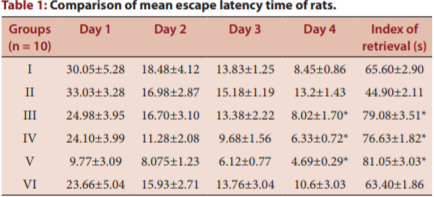 Table 1: Comparison of mean escape latency time of rats.
Groups (n = 10) Day 1 Day 2 Day 3 Day 4 Index of retrieval (s)
I 30.05±5.28 18.48±4.12 13.83±1.25 8.45±0.86 65.60±2.90
II 33.03±3.28 16.98±2.87 15.18±1.19 13.2±1.43 44.90±2.11
III 24.98±3.95 16.70±3.10 13.38±2.22 8.02±1.70* 79.08±3.51*
IV 24.10±3.99 11.28±2.08 9.68±1.56 6.33±0.72* 76.63±1.82*
V 9.77±3.09 8.075±1.23 6.12±0.77 4.69±0.29* 81.05±3.03*
VI 23.66±5.04 15.93±2.71 13.76±3.04 10.6±3.03 63.40±1.86